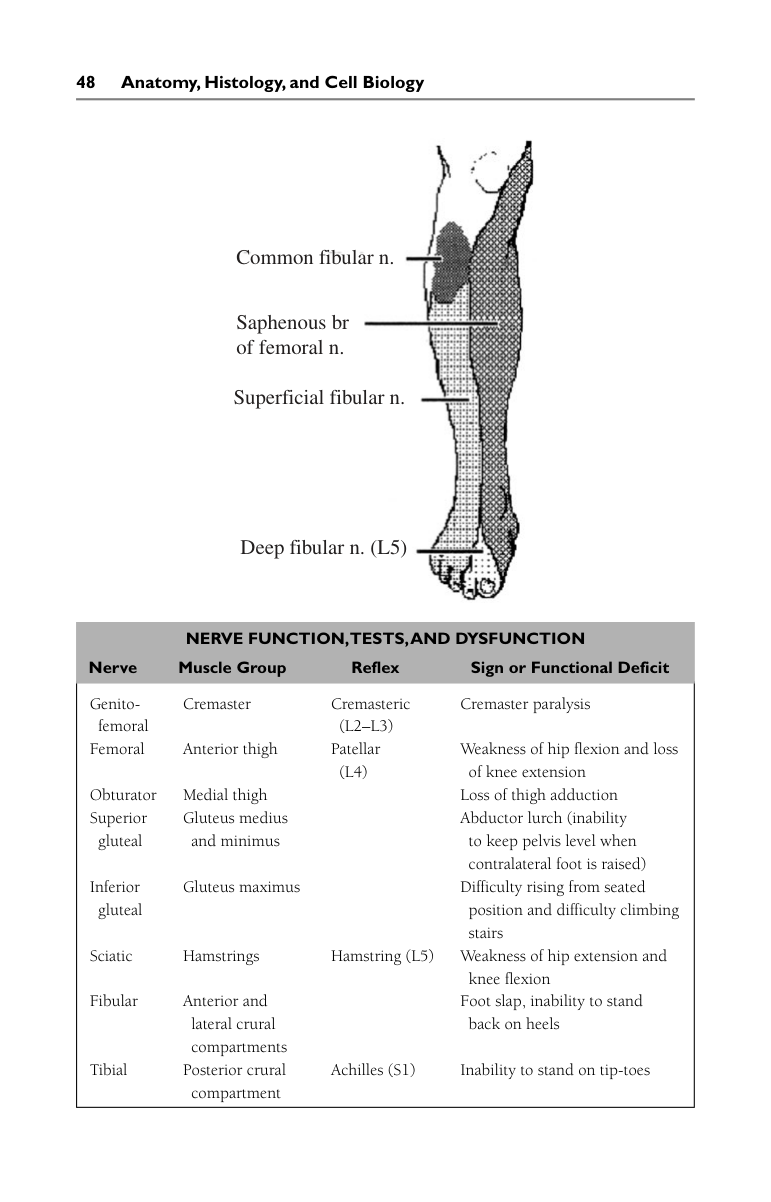 48 Anatomy, Histology, and Cell Biology
Common fibular n.
Saphenous br
of femoral n.
Superficial fibular n.
Deep fibular n. (L5)
NERVE FUNCTION, TESTS, AND DYSFUNCTION
Nerve Muscle Group Reflex Sign or Functional Deficit
Genito- Cremaster Cremasteric Cremaster paralysis
femoral (L2–L3)
Femoral Anterior thigh Patellar Weakness of hip flexion and loss
(L4) of knee extension
Obturator Medial thigh Loss of thigh adduction
Superior Gluteus medius Abductor lurch (inability
gluteal and minimus to keep pelvis level when
contralateral foot is raised)
Inferior Gluteus maximus Difficulty rising from seated
gluteal position and difficulty climbing
stairs
Sciatic Hamstrings Hamstring (L5) Weakness of hip extension and
knee flexion
Fibular Anterior and Foot slap, inability to stand
lateral crural back on heels
compartments
Tibial Posterior crural Achilles (S1) Inability to stand on tip-toes
compartment